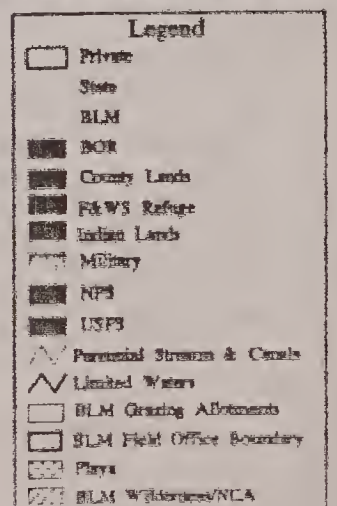 Legend
Private
State
BLM
BOR
County Lands
F&WS Refuge
Indian Lands
Military
NPS
USFS
Perennial Streams & Canals
Limited Waters
BLM Grazing Allotments
BLM Field Office Boundary
Playa
BLM Wilderness/NCA